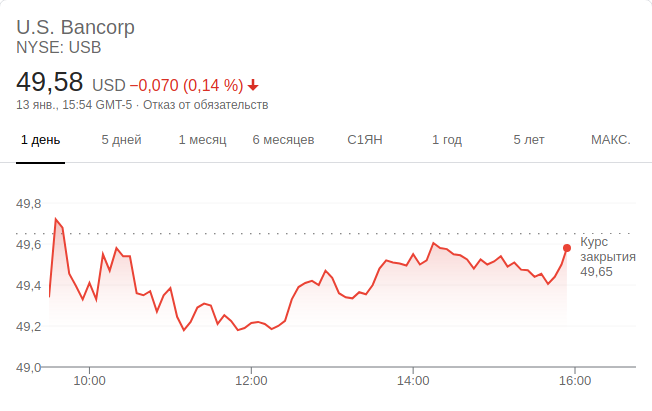 U.S. Bancorp
NYSE: USB
49,58 USD −0,070 (0,14 %)
13 янв., 15:54 GMT-5 · Отказ от обязательств
1 день 5 дней 1 месяц 6 месяцев С1ЯН 1 год 5 лет МАКС.
49,8
49,6
49,4
49,2
49,0
Курс
закрытия
49,65
10:00 12:00 14:00 16:00